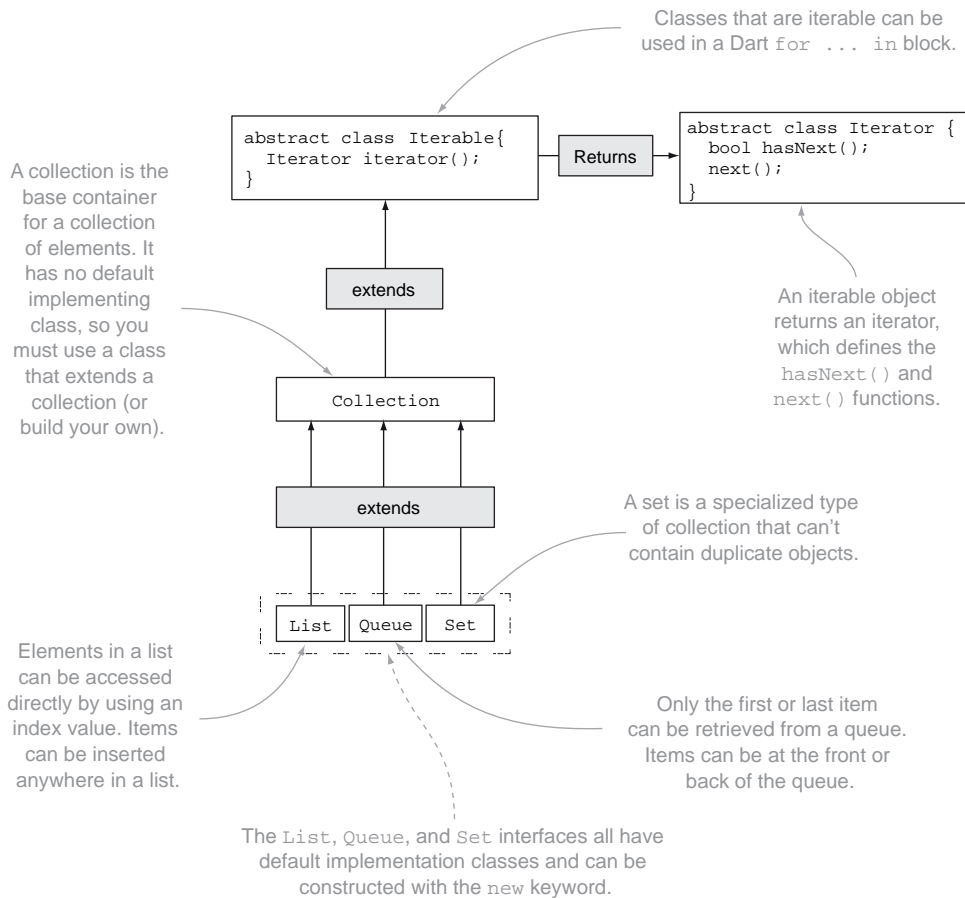 Classes that are iterable can be
used in a Dart for ... in block.
abstract class Iterable{
Iterator iterator();
}
Returns
abstract class Iterator {
bool hasNext();
next();
}
A collection is the
base container
for a collection
of elements. It
has no default
implementing
class, so you
must use a class
that extends a
collection (or
build your own).
extends
An iterable object
returns an iterator,
which defines the
hasNext() and
next() functions.
Collection
extends
A set is a specialized type
of collection that can't
contain duplicate objects.
List
Queue
Set
Elements in a list
can be accessed
directly by using an
index value. Items
can be inserted
anywhere in a list.
Only the first or last item
can be retrieved from a queue.
Items can be at the front or
back of the queue.
The List, Queue, and Set interfaces all have
default implementation classes and can be
constructed with the new keyword.